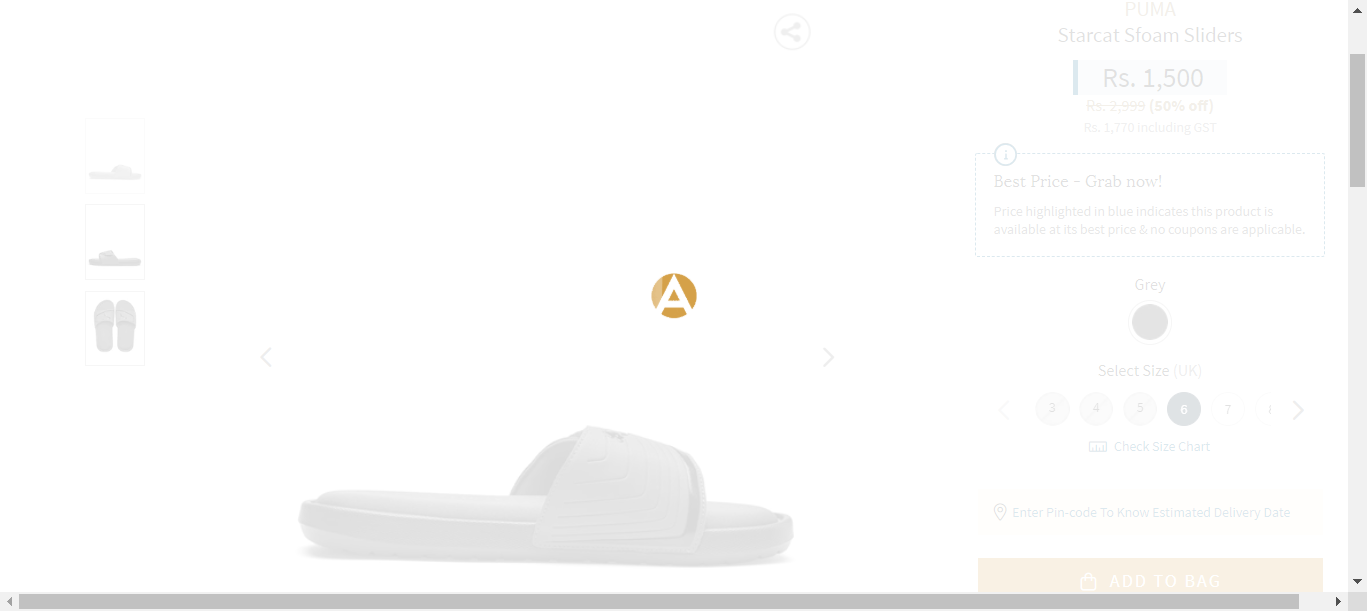 PUMA
Starcat Sfoam Sliders
Rs. 1,500
Rs. 2,999 (50% off)
Rs. 1,770 including GST
i
Best Price - Grab now!
Price highlighted in blue indicates this product is
available at its best price & no coupons are applicable.
Grey
Select Size (UK)
3 4 5 6 7
Check Size Chart
Enter Pin-code To Know Estimated Delivery Date
A
ADD TO BAG